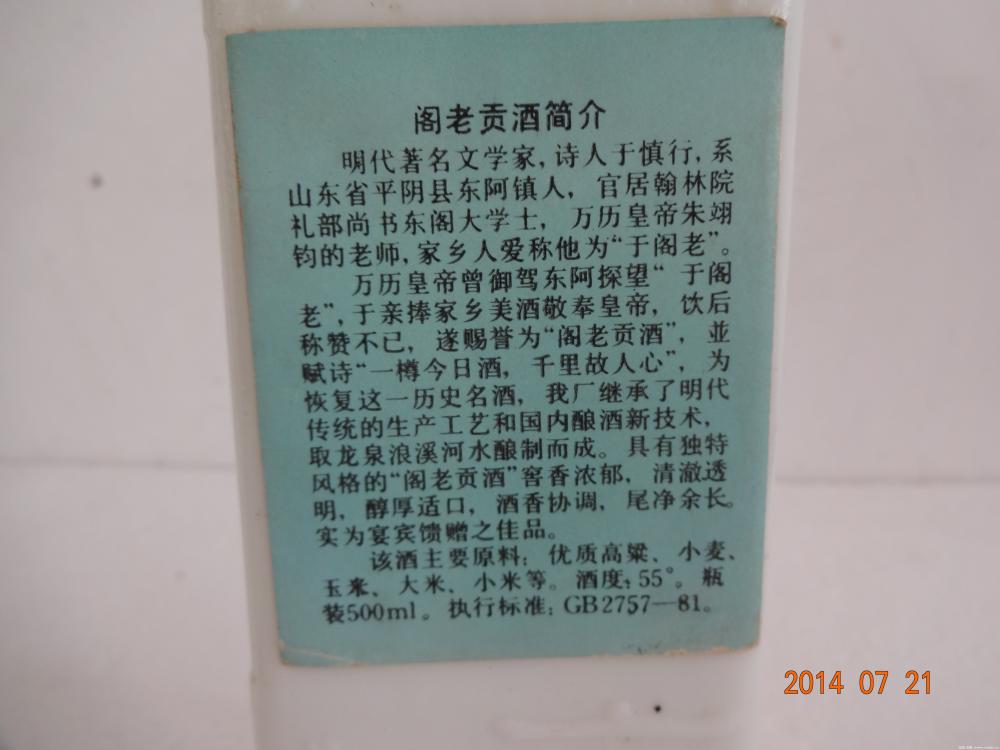 阁老贡酒简介
明代著名文学家,诗人于慎行,系
山东省平阴县东阿镇人，官居翰林院
礼部尚书东阁大学士，万历皇帝朱翊
钧的老师,家乡人爱称他为“于阁老”。
万历皇帝曾御驾东阿探望“于阁
老”,于亲捧家乡美酒敬奉皇帝，饮后
称赞不已，遂赐誉为“阁老贡酒”，並
赋诗“一樽今日酒，千里故人心”，为
恢复这一历史名酒，我厂继承了明代
传统的生产工艺和国内酿酒新技术，
取龙泉浪溪河水酿制而成。具有独特
风格的“阁老贡酒”窖香浓郁，清澈透
明，醇厚适口，酒香协调，尾净余长。
实为宴宾馈赠之佳品。
该酒主要原料：优质高粱、小麦、
玉米、大米、小米等。酒度：55°。瓶
装500ml。执行标准：GB2757—81。
2014 07 21